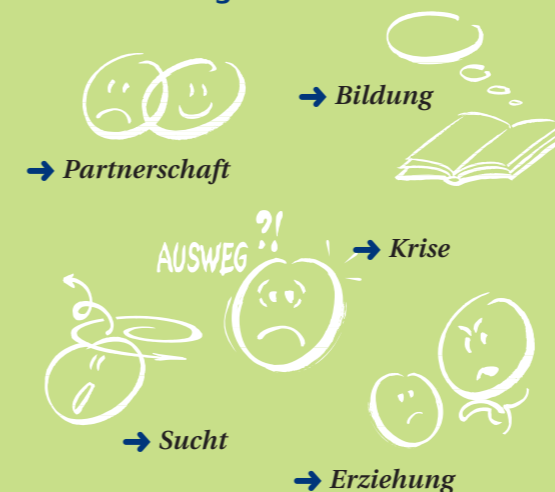 → Bildung
→ Partnerschaft
?!
AUSWEG
→ Krise
→ Sucht
→ Erziehung